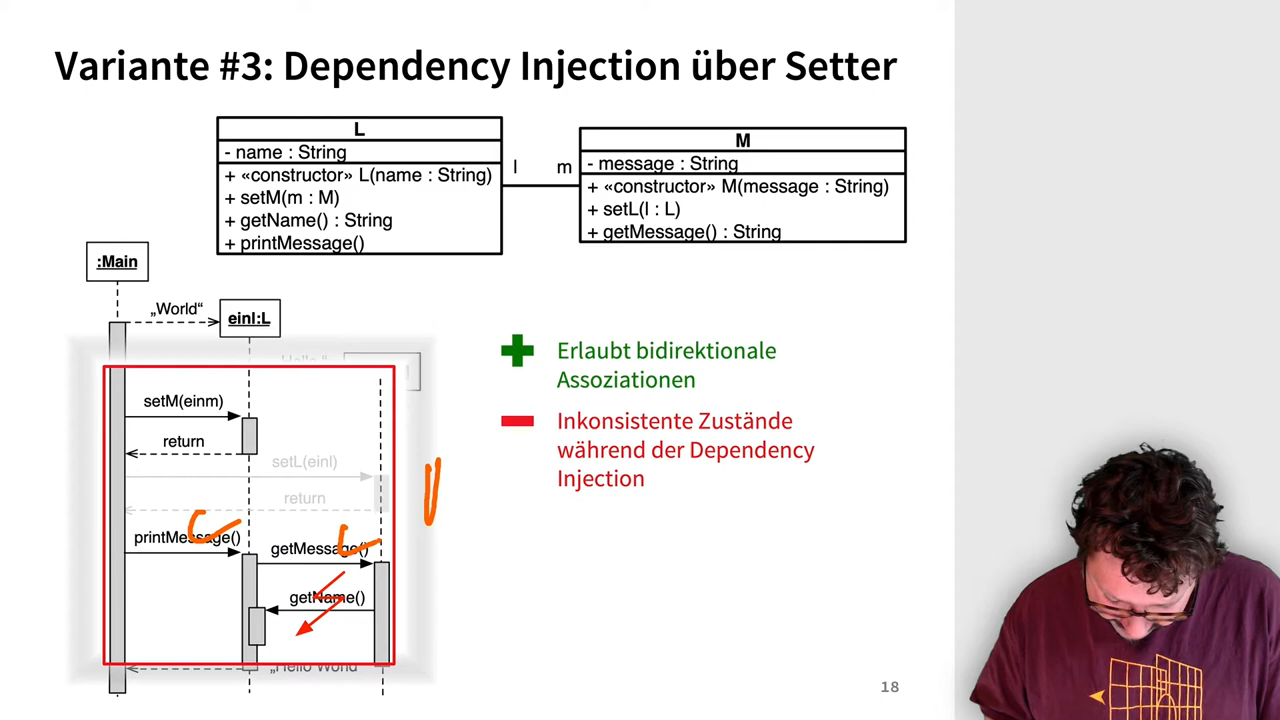 Variante #3: Dependency Injection über Setter
L
- name : String
+ «constructor» L(name : String)
+ setM(m : M)
+ getName() : String
+ printMessage()
l
m
M
- message : String
+ «constructor» M(message : String)
+ setL(l : L)
+ getMessage() : String
:Main
„World“
einl:L
„Hello “
setM(einm)
return
setL(einl)
return
printMessage()
getMessage()
getName()
„Hello World
Erlaubt bidirektionale
Assoziationen
Inkonsistente Zustände
während der Dependency
Injection
18